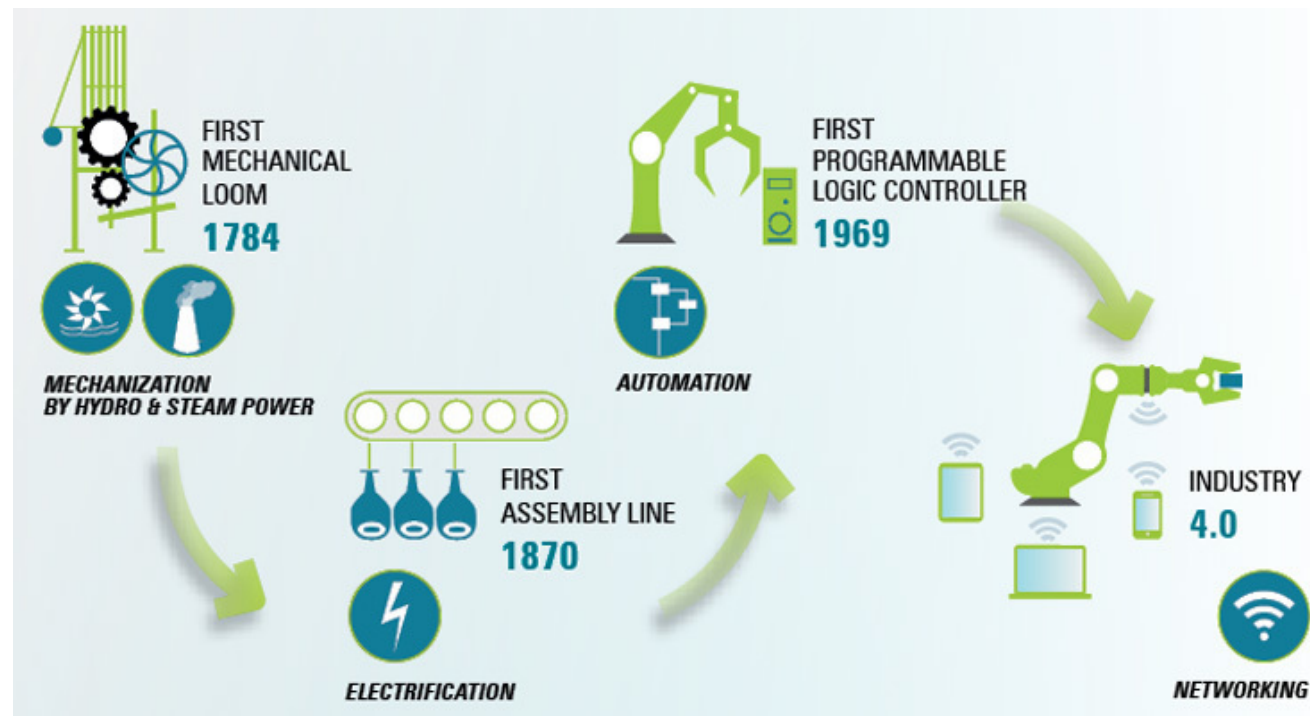 FIRST
MECHANICAL
LOOM
1784
MECHANIZATION
BY HYDRO & STEAM POWER
FIRST
ASSEMBLY LINE
1870
ELECTRIFICATION
FIRST
PROGRAMMABLE
LOGIC CONTROLLER
1969
AUTOMATION
INDUSTRY
4.0
NETWORKING